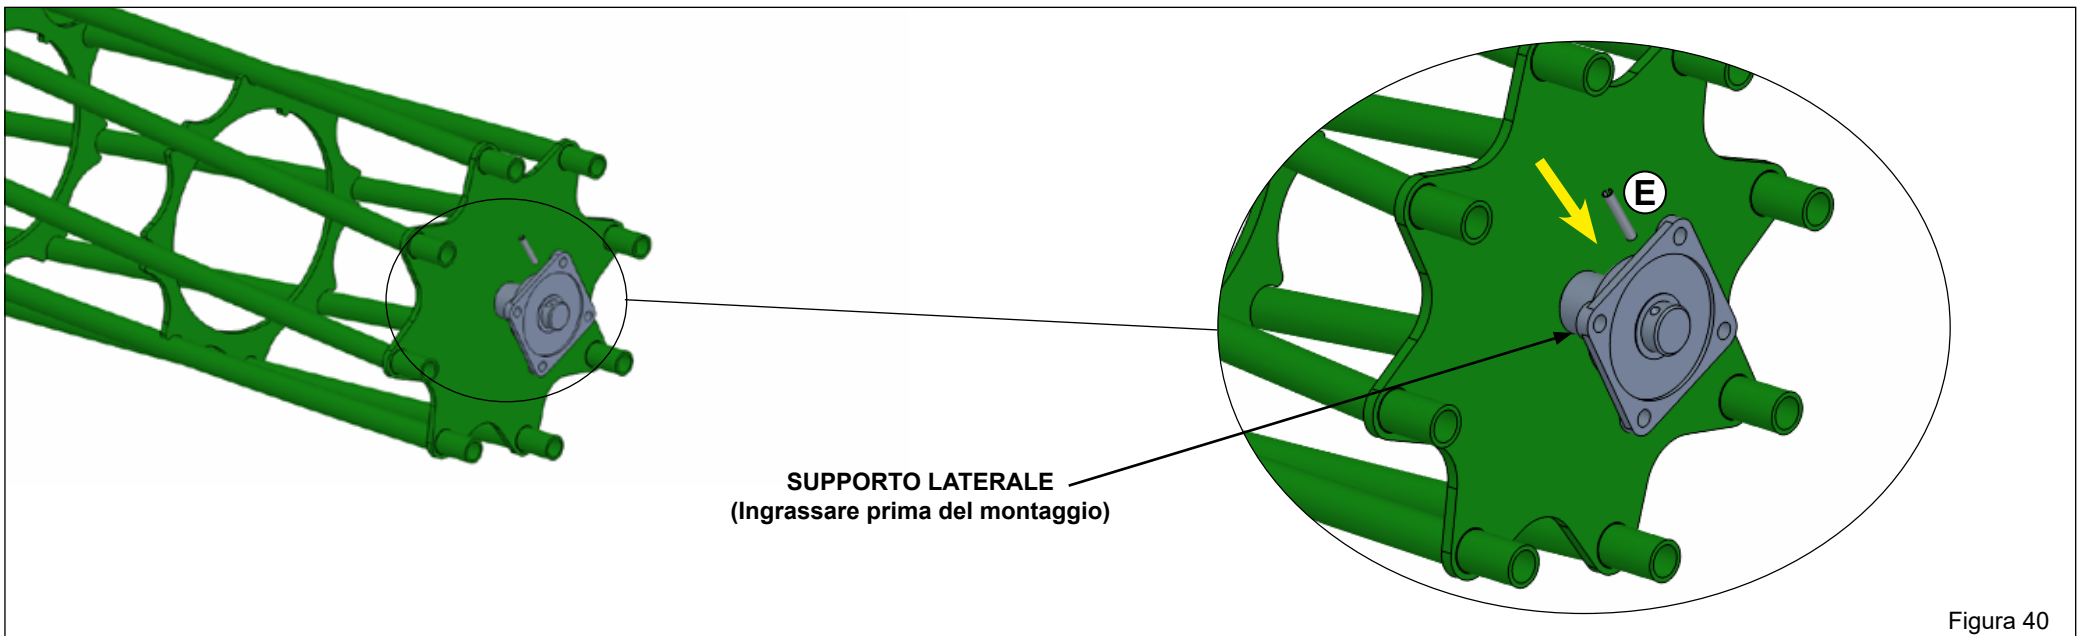 E
SUPPORTO LATERALE
(Ingrassare prima del montaggio)
Figura 40